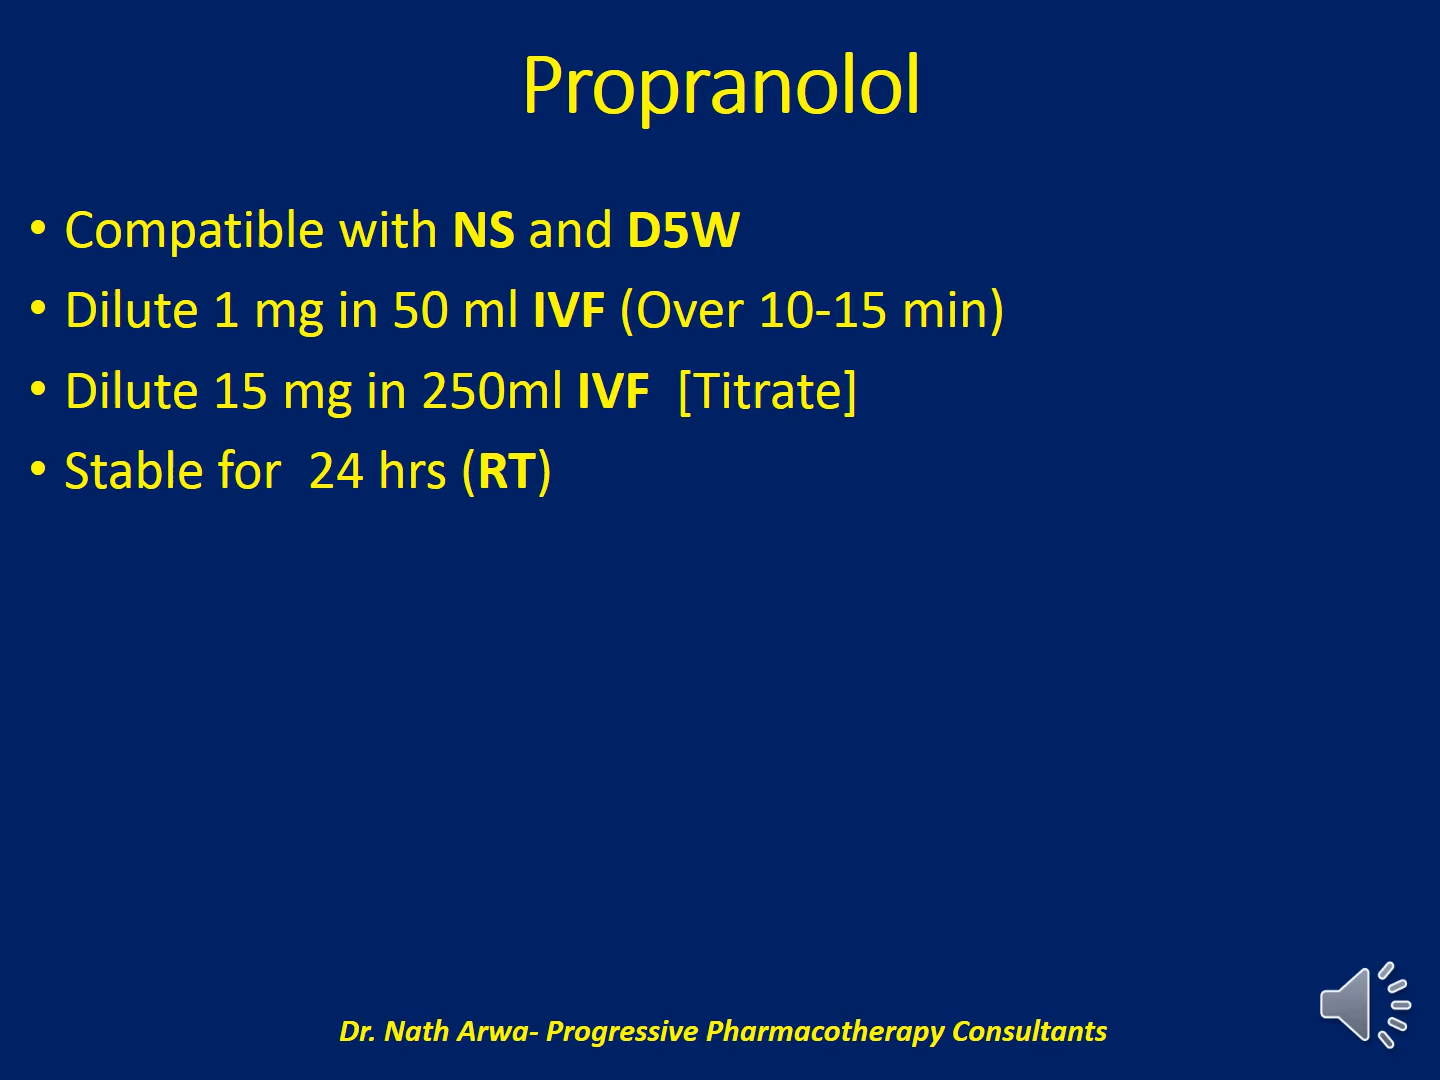 Propranolol
• Compatible with NS and D5W
• Dilute 1 mg in 50 ml IVF (Over 10-15 min)
• Dilute 15 mg in 250ml IVF  [Titrate]
• Stable for  24 hrs (RT)
Dr. Nath Arwa- Progressive Pharmacotherapy Consultants